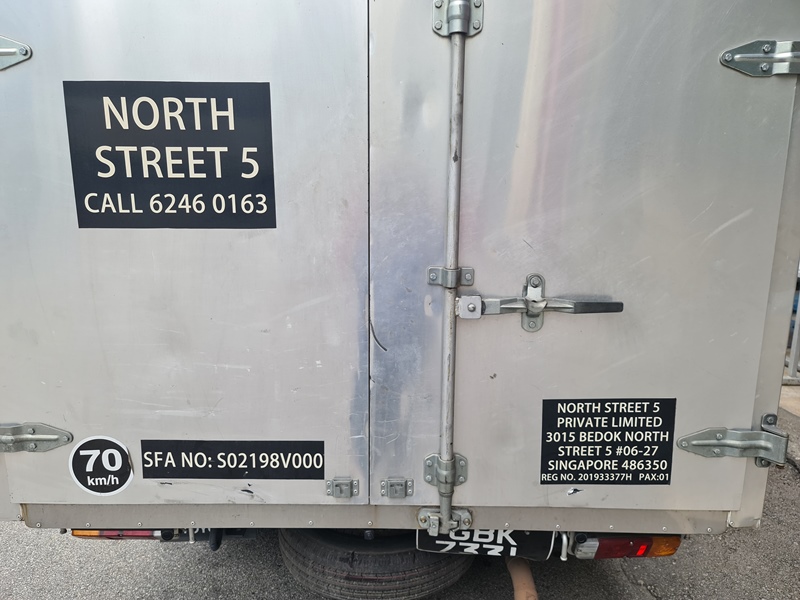 NORTH
STREET 5
CALL 6246 0163
70
km/h
SFA NO: S02198V000
NORTH STREET 5
PRIVATE LIMITED
3015 BEDOK NORTH
STREET 5 #06-27
SINGAPORE 486350
REG NO. 201933377H PAX:01
GBK